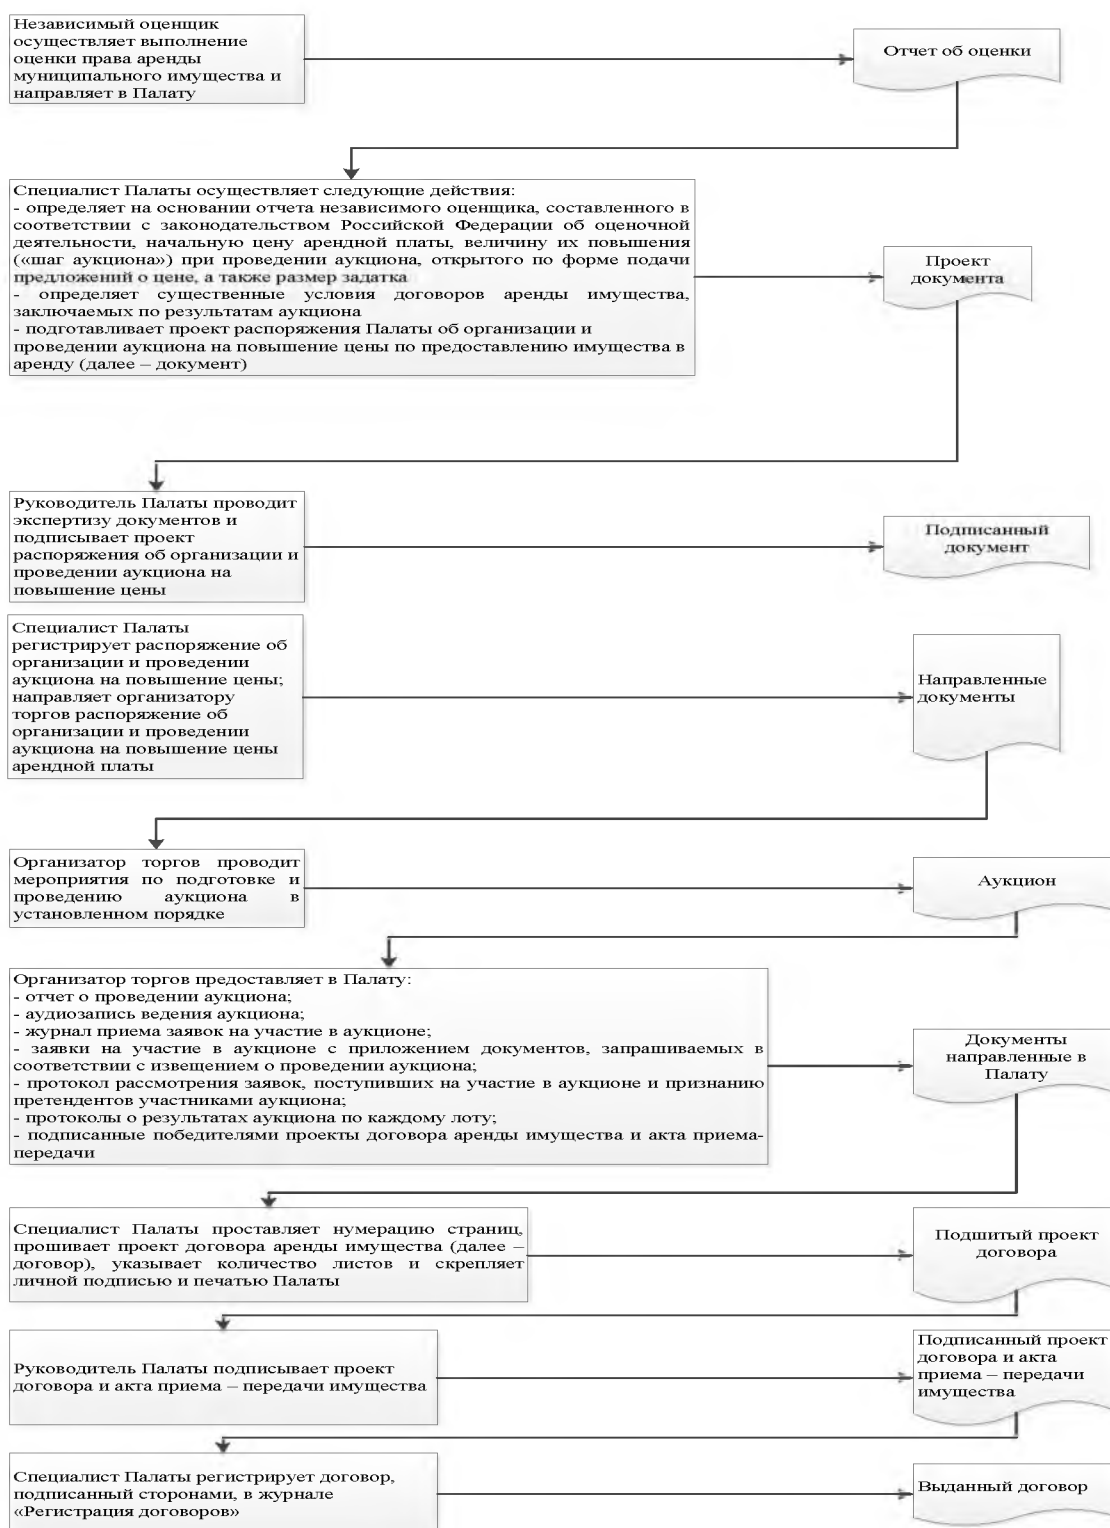 Независимый оценщик
осуществляет выполнение
оценки права аренды
муниципального имущества и
направляет в Палату
Отчет об оценки
Специалист Палаты осуществляет следующие действия:
- определяет на основании отчета независимого оценщика, составленного в
соответствии с законодательством Российской Федерации об оценочной
деятельности, начальную цену арендной платы, величину их повышения
(«шаг аукциона») при проведении аукциона, открытого по форме подачи
предложений о цене, а также размер задатка
- определяет существенные условия договоров аренды имущества,
заключаемых по результатам аукциона
- подготавливает проект распоряжения Палаты об организации и
проведении аукциона на повышение цены по предоставлению имущества в
аренду (далее – документ)
Проект
документа
Руководитель Палаты проводит
экспертизу документов и
подписывает проект
распоряжения об организации и
проведении аукциона на
повышение цены
Подписанный
документ
Специалист Палаты
регистрирует распоряжение об
организации и проведении
аукциона на повышение цены;
направляет организатору
торгов распоряжение об
организации и проведении
аукциона на повышение цены
арендной платы
Направленные
документы
Организатор торгов проводит
мероприятия по подготовке и
проведению аукциона в
установленном порядке
Аукцион
Организатор торгов предоставляет в Палату:
- отчет о проведении аукциона;
- аудиозапись ведения аукциона;
- журнал приема заявок на участие в аукционе;
- заявки на участие в аукционе с приложением документов, запрашиваемых в
соответствии с извещением о проведении аукциона;
- протокол рассмотрения заявок, поступивших на участие в аукционе и признанию
претендентов участниками аукциона;
- протоколы о результатах аукциона по каждому лоту;
- подписанные победителями проекты договора аренды имущества и акта приема-
передачи
Документы
направленные в
Палату
Специалист Палаты проставляет нумерацию страниц,
прошивает проект договора аренды имущества (далее –
договор), указывает количество листов и скрепляет
личной подписью и печатью Палаты
Подшитый проект
договора
Руководитель Палаты подписывает проект
договора и акта приема – передачи имущества
Подписанный проект
договора и акта
приема – передачи
имущества
Специалист Палаты регистрирует договор,
подписанный сторонами, в журнале
«Регистрация договоров»
Выданный договор